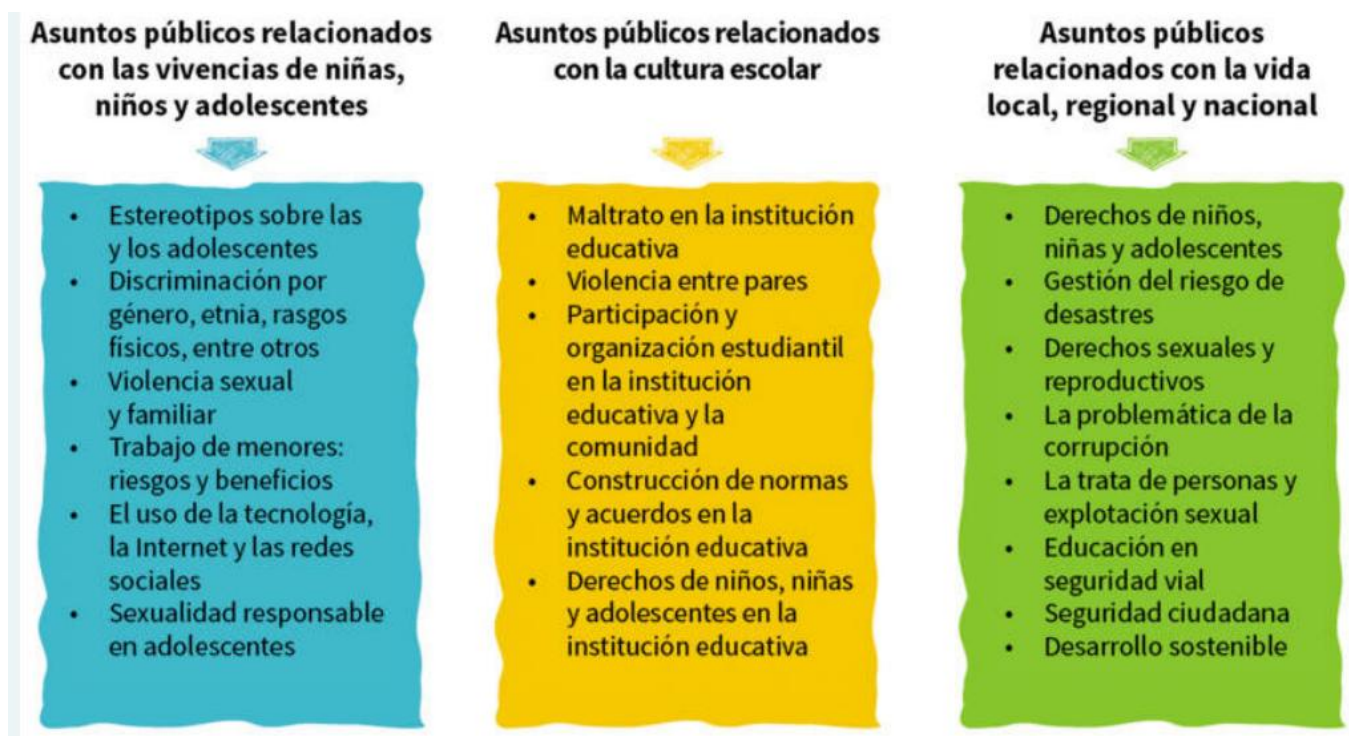 Asuntos públicos relacionados
con las vivencias de niñas,
niños y adolescentes
• Estereotipos sobre las
y los adolescentes
• Discriminación por
género, etnia, rasgos
físicos, entre otros
• Violencia sexual
y familiar
• Trabajo de menores:
riesgos y beneficios
• El uso de la tecnología,
la Internet y las redes
sociales
• Sexualidad responsable
en adolescentes
Asuntos públicos relacionados
con la cultura escolar
• Maltrato en la institución
educativa
• Violencia entre pares
• Participación y
organización estudiantil
en la institución
educativa y la
comunidad
• Construcción de normas
y acuerdos en la
institución educativa
• Derechos de niños, niñas
y adolescentes en la
institución educativa
Asuntos públicos
relacionados con la vida
local, regional y nacional
• Derechos de niños,
niñas y adolescentes
• Gestión del riesgo de
desastres
• Derechos sexuales y
reproductivos
• La problemática de la
corrupción
• La trata de personas y
explotación sexual
• Educación en
seguridad vial
• Seguridad ciudadana
• Desarrollo sostenible